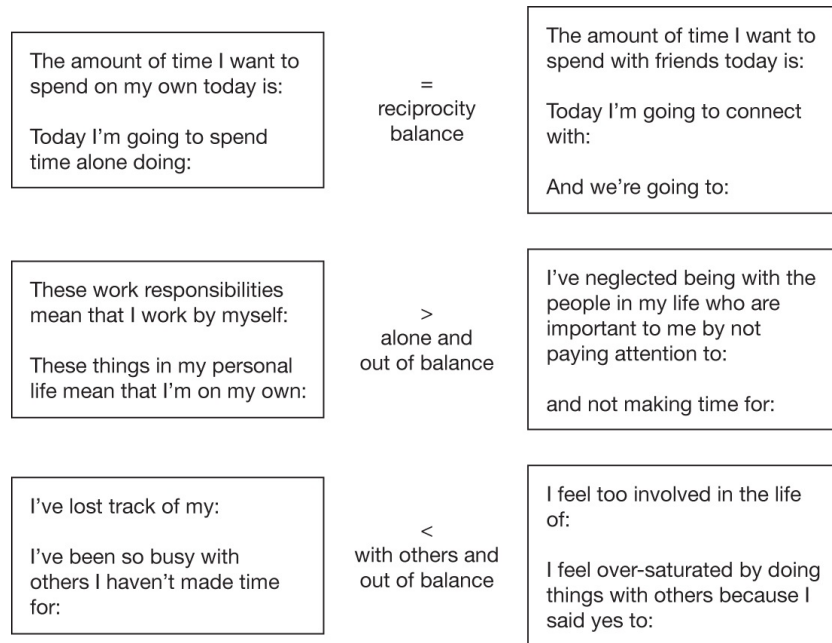 The amount of time I want to
spend on my own today is:
Today I'm going to spend
time alone doing:
=
reciprocity
balance
The amount of time I want to
spend with friends today is:
Today I'm going to connect
with:
And we're going to:
These work responsibilities
mean that I work by myself:
These things in my personal
life mean that I'm on my own:
>
alone and
out of balance
I've neglected being with the
people in my life who are
important to me by not
paying attention to:
and not making time for:
I've lost track of my:
I've been so busy with
others I haven't made time
for:
<
with others and
out of balance
I feel too involved in the life
of:
I feel over-saturated by doing
things with others because I
said yes to: